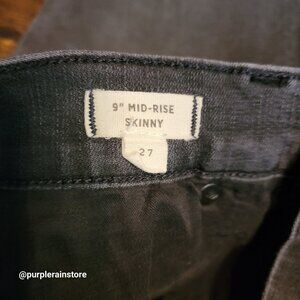 9" MID-RISE
SKINNY
27
@purplerainstore